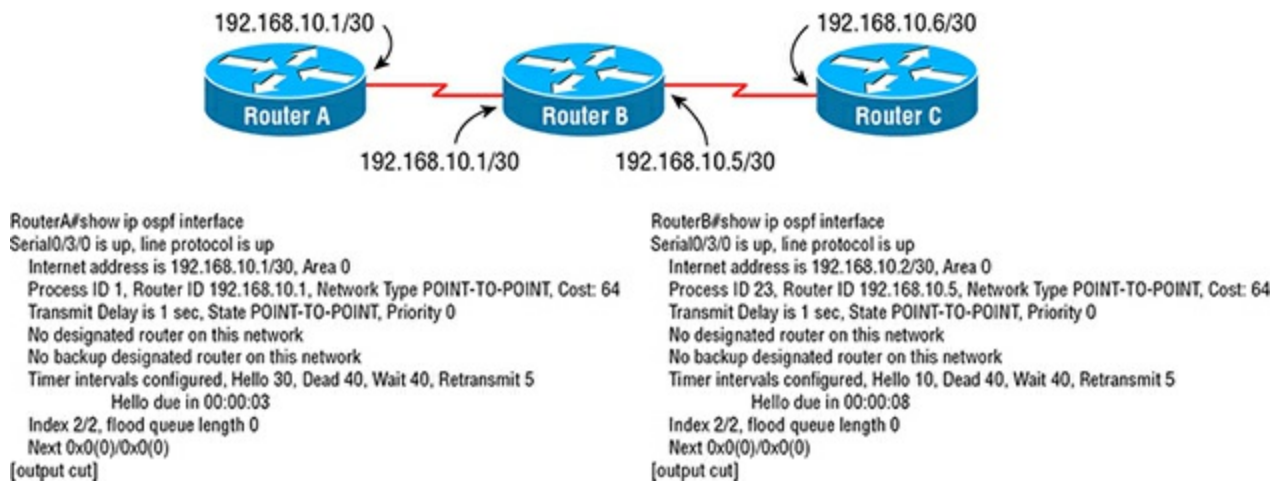 192.168.10.1/30
192.168.10.6/30
Router A
Router B
Router C
192.168.10.1/30
192.168.10.5/30
RouterA#show ip ospf interface
Serial0/3/0 is up, line protocol is up
Internet address is 192.168.10.1/30, Area 0
Process ID 1, Router ID 192.168.10.1, Network Type POINT-TO-POINT, Cost: 64
Transmit Delay is 1 sec, State POINT-TO-POINT, Priority 0
No designated router on this network
No backup designated router on this network
Timer intervals configured, Hello 30, Dead 40, Wait 40, Retransmit 5
Hello due in 00:00:03
Index 2/2, flood queue length 0
Next 0x0(0)/0x0(0)
[output cut]
RouterB#show ip ospf interface
Serial0/3/0 is up, line protocol is up
Internet address is 192.168.10.2/30, Area 0
Process ID 23, Router ID 192.168.10.5, Network Type POINT-TO-POINT, Cost: 64
Transmit Delay is 1 sec, State POINT-TO-POINT, Priority 0
No designated router on this network
No backup designated router on this network
Timer intervals configured, Hello 10, Dead 40, Wait 40, Retransmit 5
Hello due in 00:00:08
Index 2/2, flood queue length 0
Next 0x0(0)/0x0(0)
[output cut]